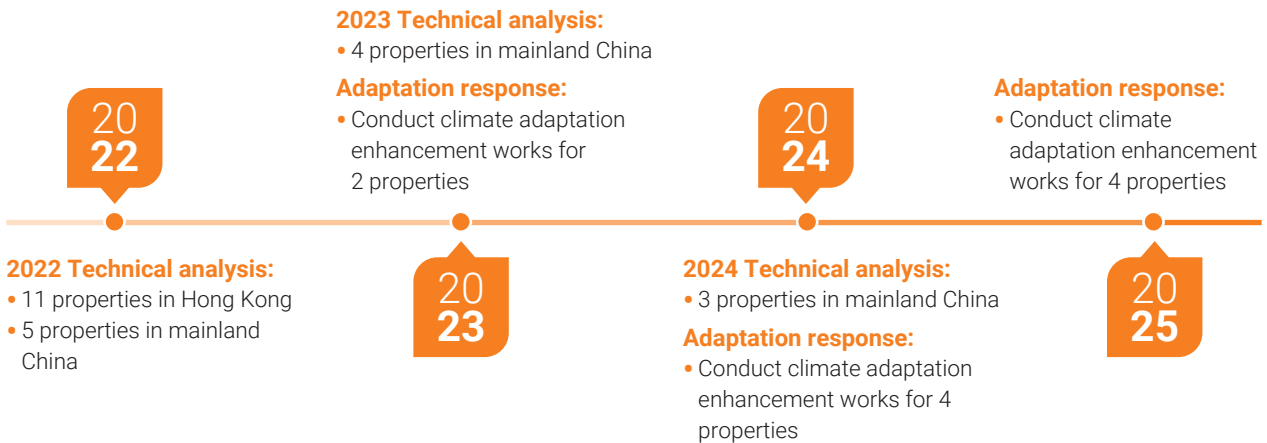 20
22
2022 Technical analysis:
• 11 properties in Hong Kong
• 5 properties in mainland
China
2023 Technical analysis:
• 4 properties in mainland China
Adaptation response:
• Conduct climate adaptation
enhancement works for
2 properties
20
23
20
24
2024 Technical analysis:
• 3 properties in mainland China
Adaptation response:
• Conduct climate adaptation
enhancement works for 4
properties
Adaptation response:
• Conduct climate
adaptation enhancement
works for 4 properties
20
25